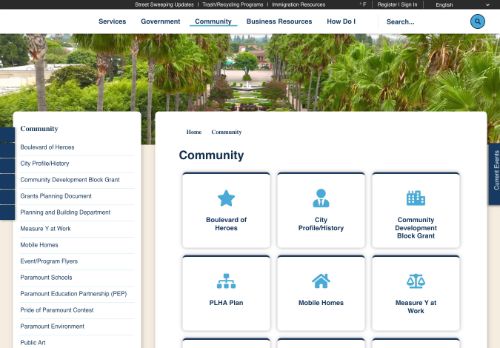 Street Sweeping Updates | Trash/Recycling Programs | Immigration Resources ° F Register | Sign In English
Services Government Community Business Resources How Do I Search...
Community
Boulevard of Heroes
City Profile/History
Community Development Block Grant
Grants Planning Document
Planning and Building Department
Measure Y at Work
Mobile Homes
Event/Program Flyers
Paramount Schools
Paramount Education Partnership (PEP)
Pride of Paramount Contest
Paramount Environment
Public Art
Home Community
Community
Boulevard of
Heroes
City
Profile/History
Community
Development
Block Grant
PLHA Plan
Mobile Homes
Measure Y at
Work
Current Events